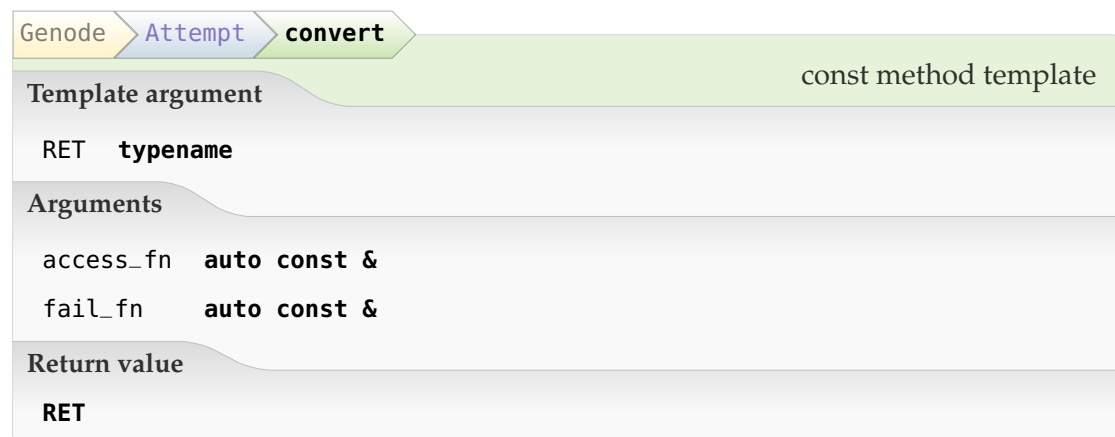 Genode Attempt convert
const method template
Template argument
RET typename
Arguments
access_fn auto const &
fail_fn auto const &
Return value
RET